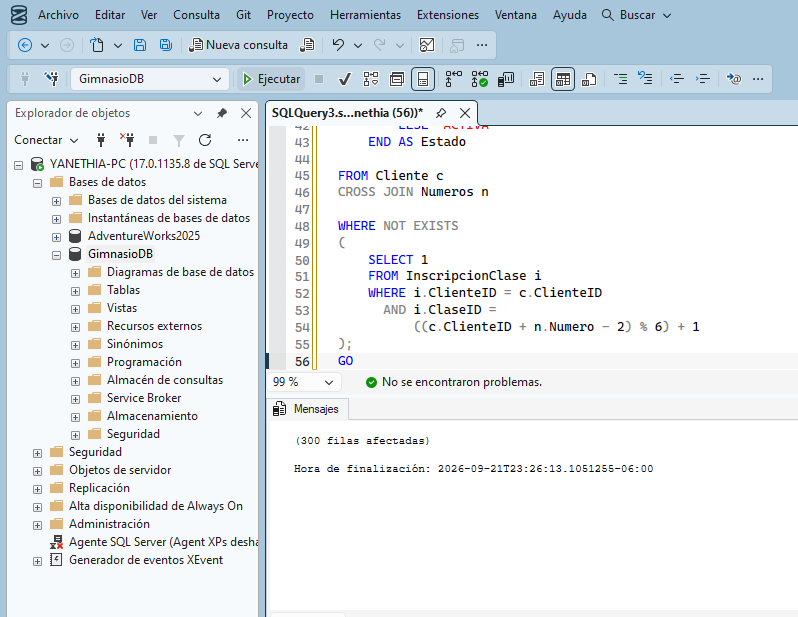 Archivo Editar Ver Consulta Git Proyecto Herramientas Extensiones Ventana Ayuda Buscar
Nueva consulta
GimnasioDB Ejecutar
Explorador de objetos
Conectar
YANETHIA-PC (17.0.1135.8 de SQL Serve
Bases de datos
Bases de datos del sistema
Instantáneas de bases de datos
AdventureWorks2025
GimnasioDB
Diagramas de base de datos
Tablas
Vistas
Recursos externos
Sinónimos
Programación
Almacén de consultas
Service Broker
Almacenamiento
Seguridad
Seguridad
Objetos de servidor
Replicación
Alta disponibilidad de Always On
Administración
Agente SQL Server (Agent XPs desha
Generador de eventos XEvent
SQLQuery3.s...nethia (56))*
42 ELSE 'ACTIVA'
43 END AS Estado
44
45 FROM Cliente c
46 CROSS JOIN Numeros n
47
48 WHERE NOT EXISTS
49 (
50 SELECT 1
51 FROM InscripcionClase i
52 WHERE i.ClienteID = c.ClienteID
53 AND i.ClaseID =
54 ((c.ClienteID + n.Numero - 2) % 6) + 1
55 );
56 GO
99 % No se encontraron problemas.
Mensajes
(300 filas afectadas)
Hora de finalización: 2026-09-21T23:26:13.1051255-06:00